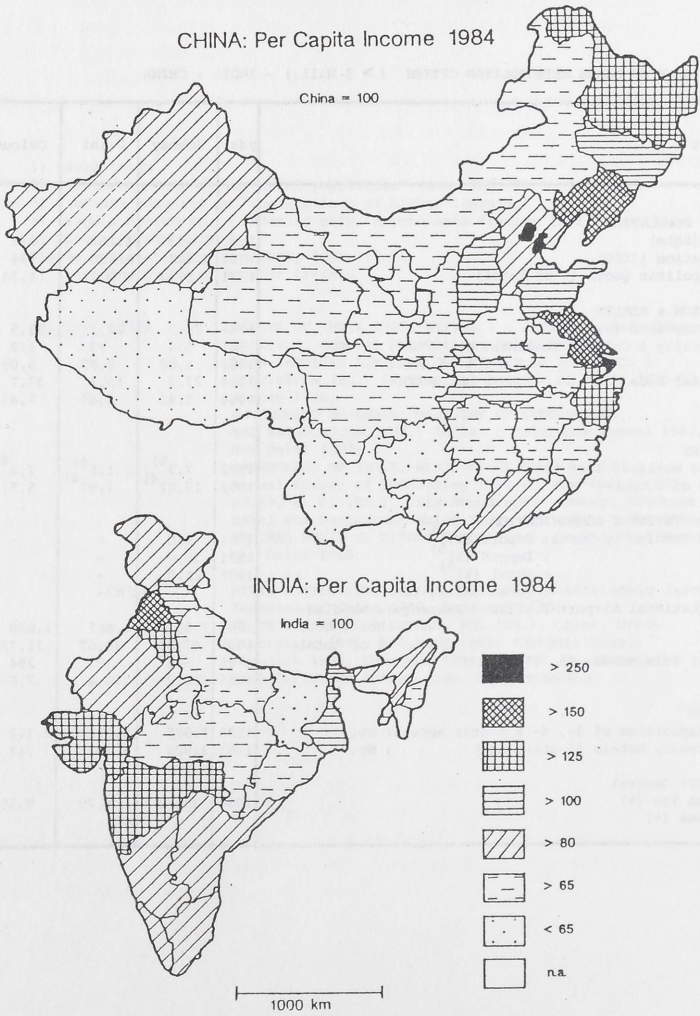 CHINA: Per Capita Income 1984
China = 100
INDIA: Per Capita Income 1984
India = 100
> 250
> 150
> 125
> 100
> 80
> 65
< 65
n.a.
1000 km